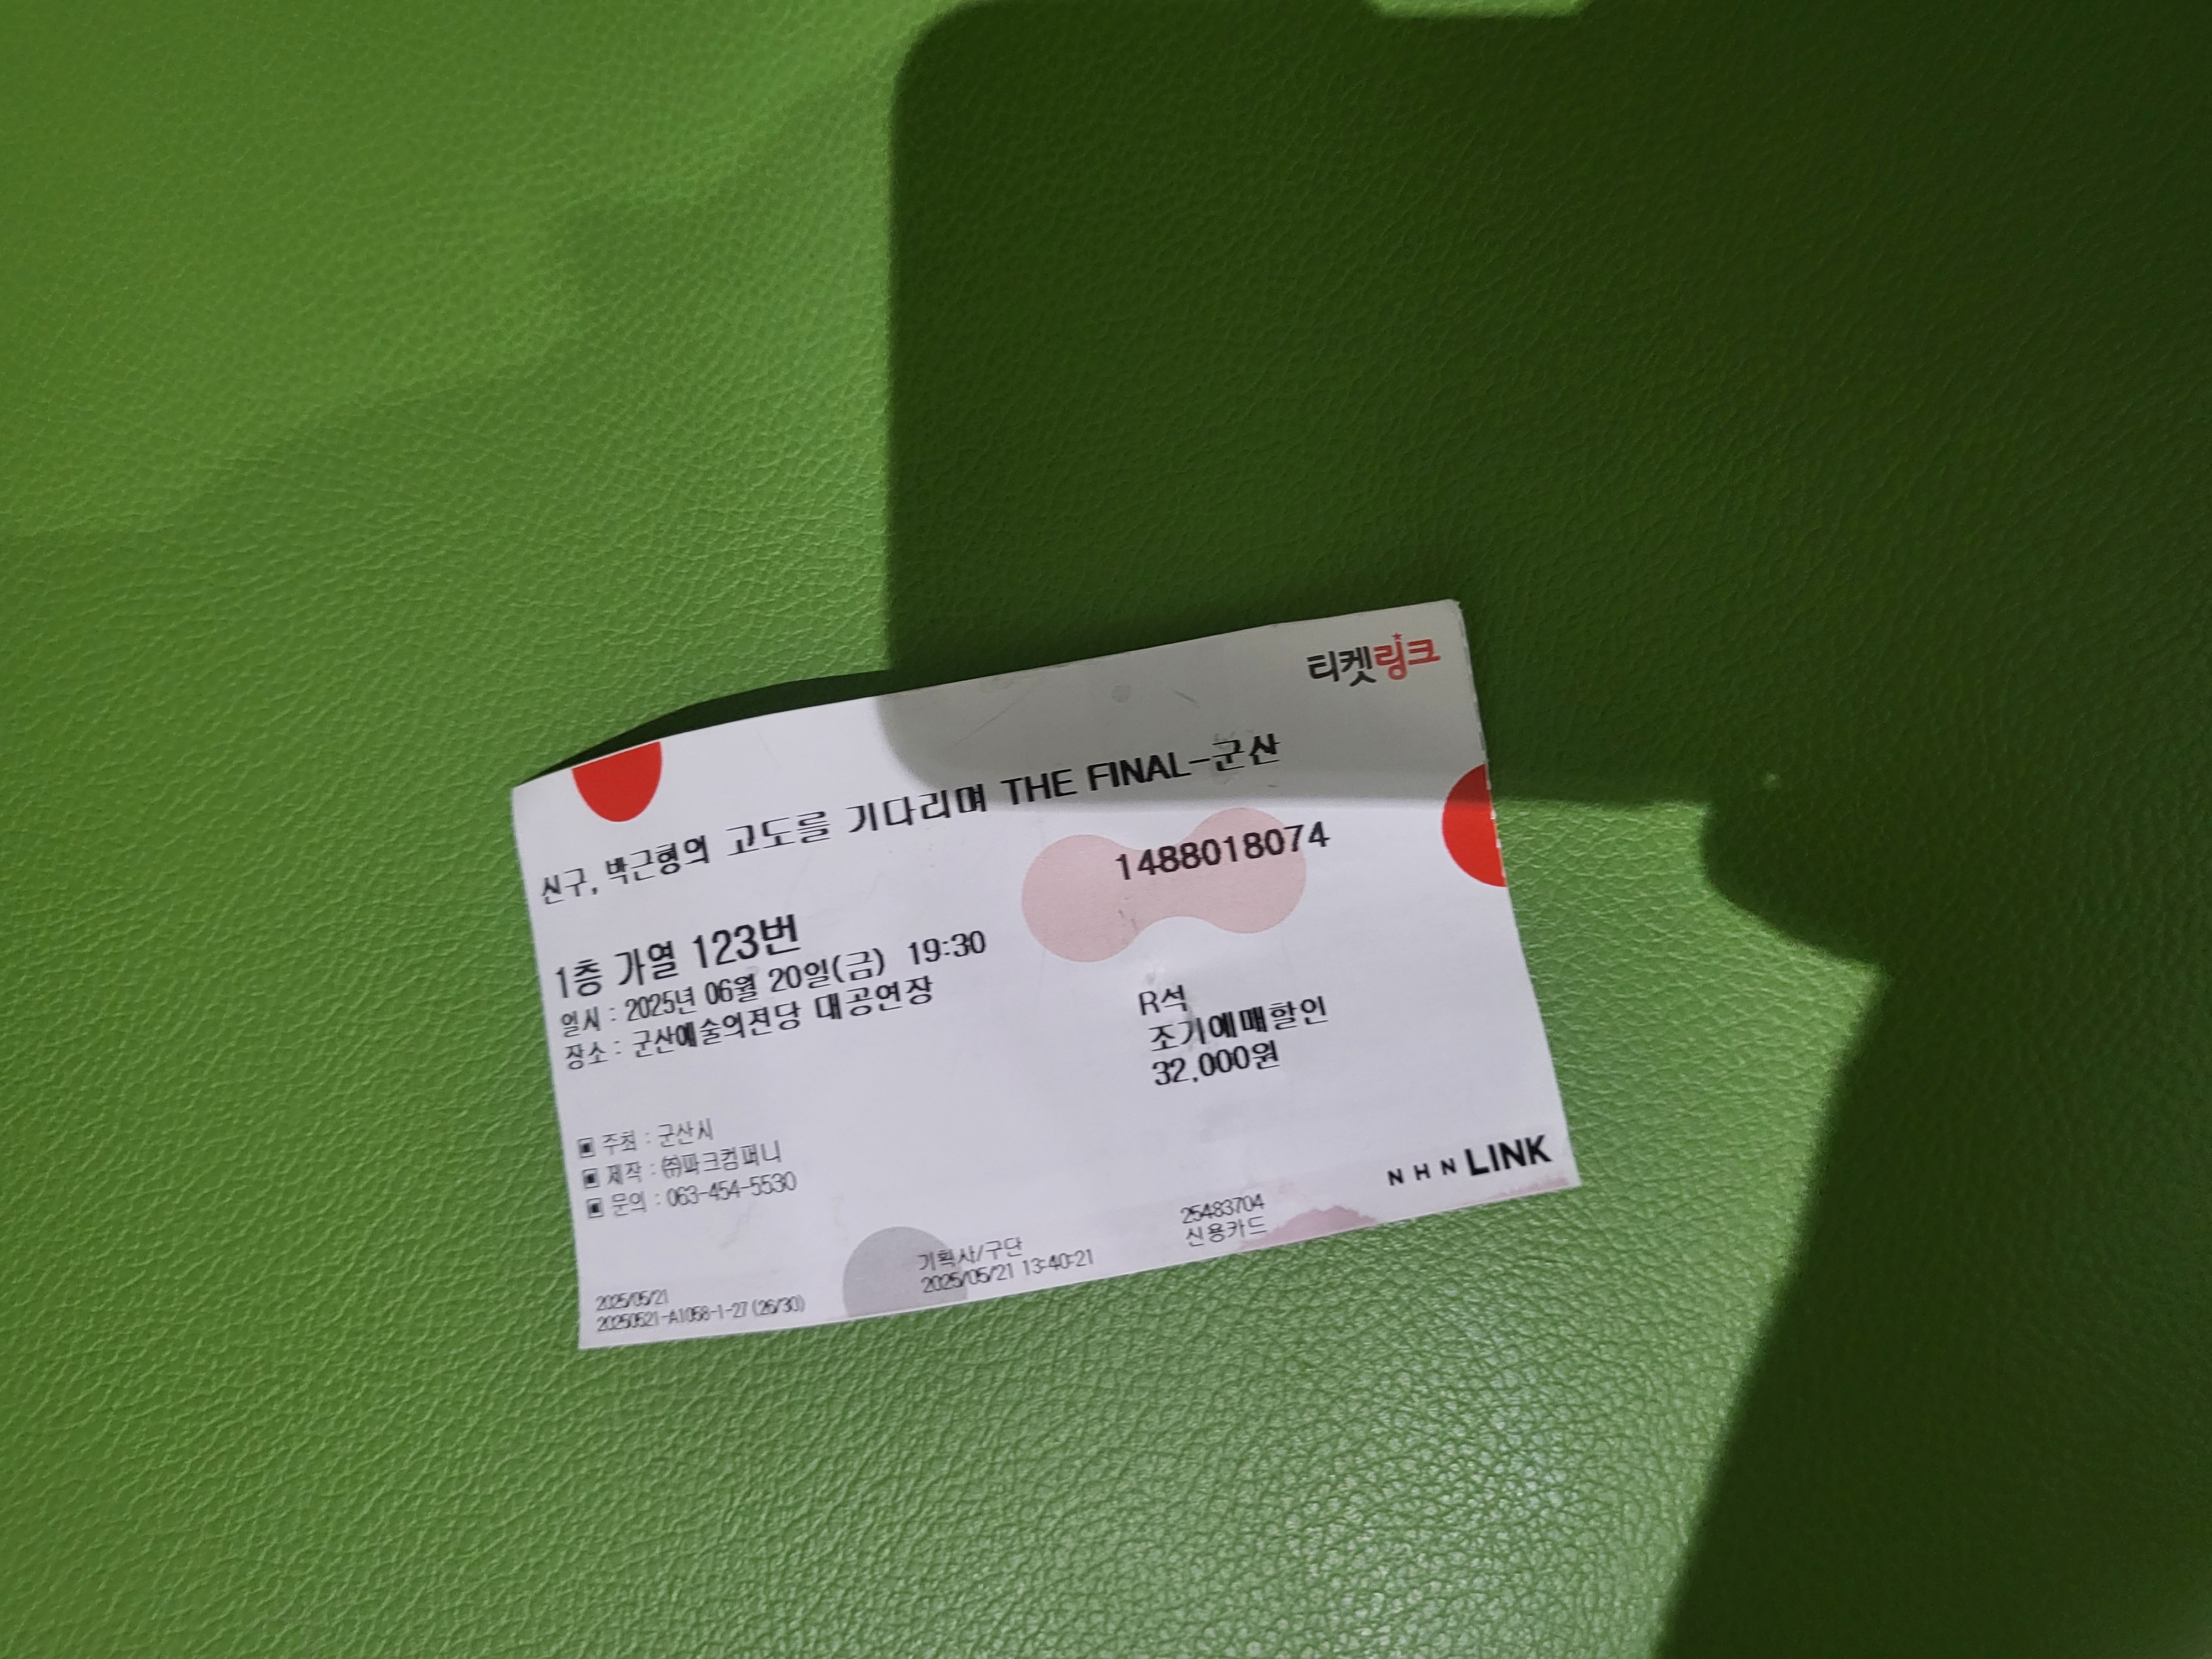 티켓링크
신구, 박근형의 고도를 기다리며 THE FINAL-군산
1488018074
1층 가열 123번
일시 : 2025년 06월 20일(금) 19:30
장소 : 군산예술의전당 대공연장
R석
조기예매할인
32,000원
▣ 주최 : 군산시
▣ 제작 : ㈜파크컴퍼니
▣ 문의 : 063-454-5530
NHN LINK
25483704
신용카드
기획사/구단
2025/05/21 13:40:21
2025/05/21
20250521-A1058-1-27 (26/30)